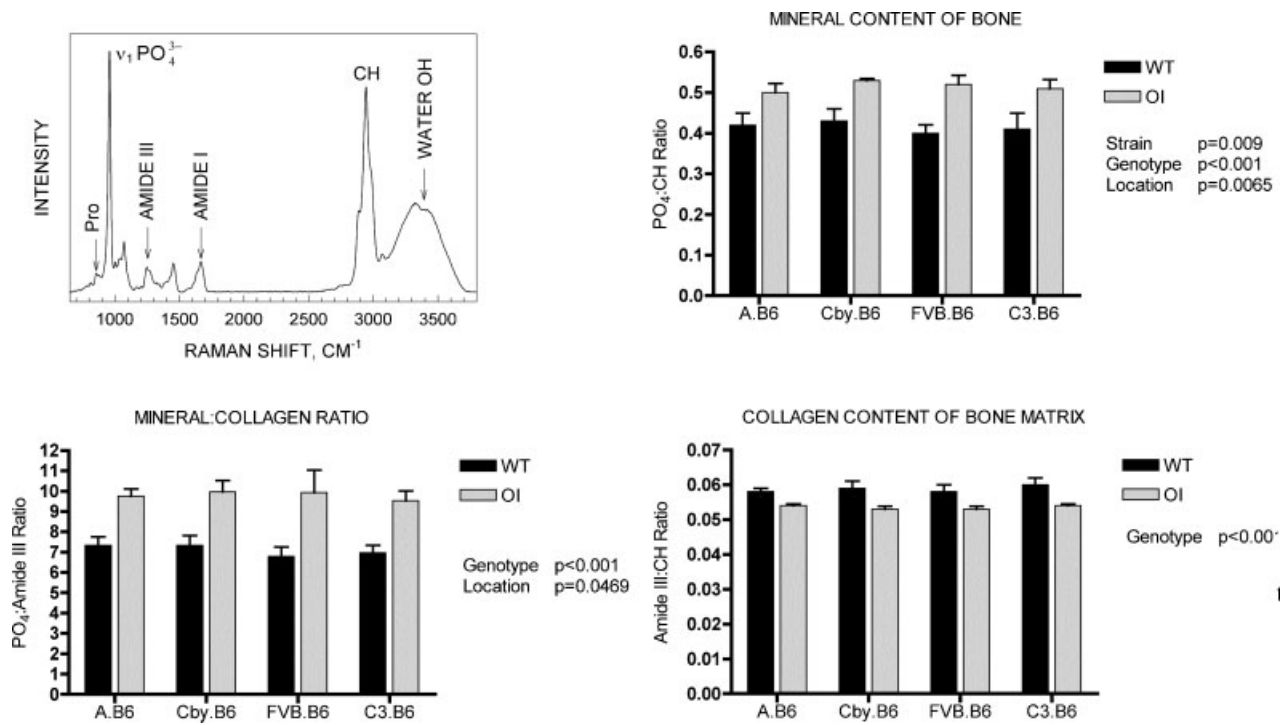 ν₁ PO₄³⁻
CH
WATER OH
AMIDE III
AMIDE I
Pro
INTENSITY
1000 1500 2000 2500 3000 3500
RAMAN SHIFT, CM⁻¹
MINERAL CONTENT OF BONE
PO₄:CH Ratio
0.6
0.5
0.4
0.3
0.2
0.1
0.0
A.B6 Cby.B6 FVB.B6 C3.B6
WT
OI
Strain p=0.009
Genotype p<0.001
Location p=0.0065
MINERAL:COLLAGEN RATIO
PO₄:Amide III Ratio
12
11
10
9
8
7
6
5
4
3
2
1
0
A.B6 Cby.B6 FVB.B6 C3.B6
WT
OI
Genotype p<0.001
Location p=0.0469
COLLAGEN CONTENT OF BONE MATRIX
Amide III:CH Ratio
0.07
0.06
0.05
0.04
0.03
0.02
0.01
0.00
A.B6 Cby.B6 FVB.B6 C3.B6
WT
OI
Genotype